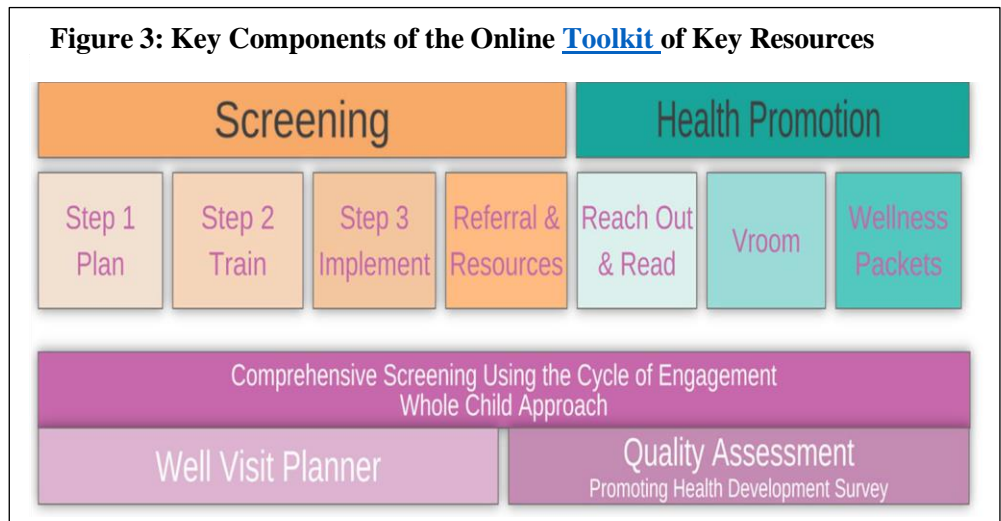 Figure 3: Key Components of the Online Toolkit of Key Resources
Screening
Health Promotion
Step 1
Plan
Step 2
Train
Step 3
Implement
Referral &
Resources
Reach Out
& Read
Vroom
Wellness
Packets
Comprehensive Screening Using the Cycle of Engagement
Whole Child Approach
Well Visit Planner
Quality Assessment
Promoting Health Development Survey